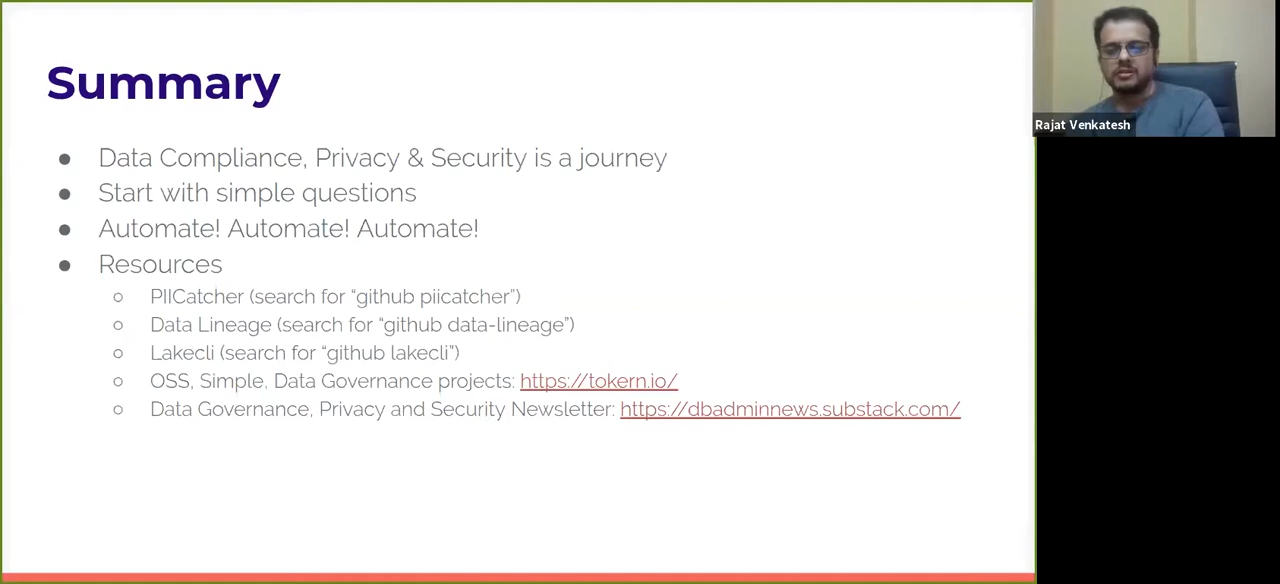 Summary
Data Compliance, Privacy & Security is a journey
Start with simple questions
Automate! Automate! Automate!
Resources
PIICatcher (search for “github piicatcher”)
Data Lineage (search for “github data-lineage”)
Lakecli (search for “github lakecli”)
OSS, Simple, Data Governance projects: https://tokern.io/
Data Governance, Privacy and Security Newsletter: https://dbadminnews.substack.com/
Rajat Venkatesh